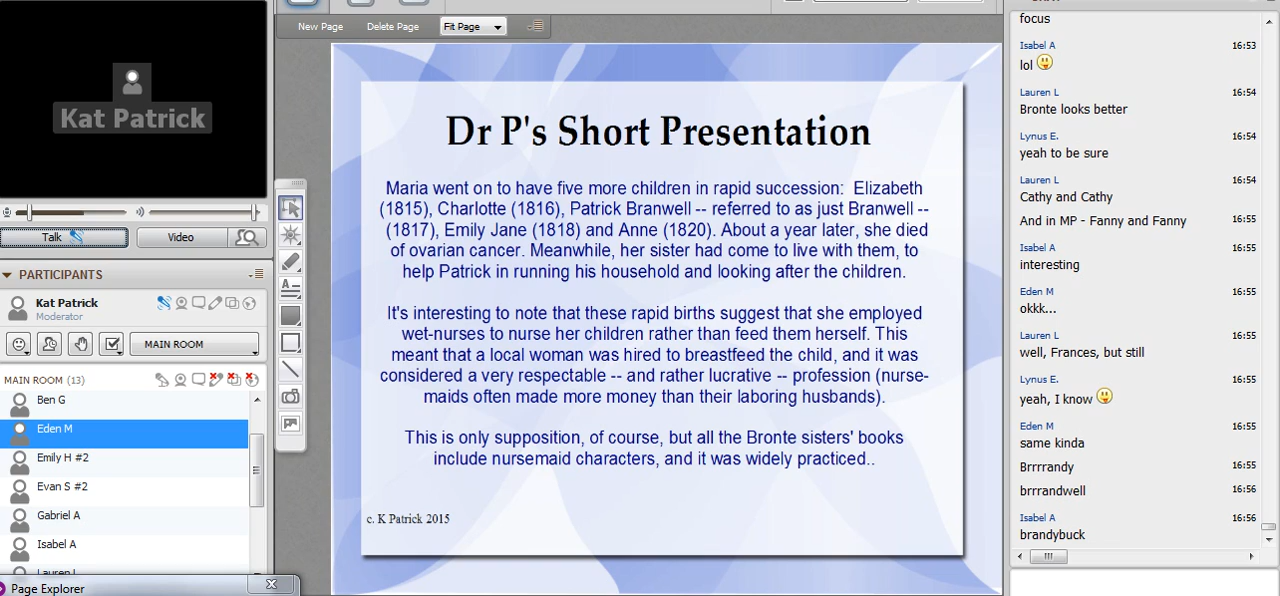 Kat Patrick
Talk
Video
PARTICIPANTS
Kat Patrick
Moderator
MAIN ROOM
MAIN ROOM (13)
Ben G
Eden M
Emily H #2
Evan S #2
Gabriel A
Isabel A
Lauren L
Page Explorer
New Page
Delete Page
Fit Page
Dr P's Short Presentation
Maria went on to have five more children in rapid succession: Elizabeth
(1815), Charlotte (1816), Patrick Branwell -- referred to as just Branwell --
(1817), Emily Jane (1818) and Anne (1820). About a year later, she died
of ovarian cancer. Meanwhile, her sister had come to live with them, to
help Patrick in running his household and looking after the children.
It's interesting to note that these rapid births suggest that she employed
wet-nurses to nurse her children rather than feed them herself. This
meant that a local woman was hired to breastfeed the child, and it was
considered a very respectable -- and rather lucrative -- profession (nurse-
maids often made more money than their laboring husbands).
This is only supposition, of course, but all the Bronte sisters' books
include nursemaid characters, and it was widely practiced..
c. K Patrick 2015
focus
Isabel A 16:53
lol
Lauren L 16:54
Bronte looks better
Lynus E. 16:54
yeah to be sure
Lauren L 16:54
Cathy and Cathy
And in MP - Fanny and Fanny 16:55
Isabel A 16:55
interesting
Eden M 16:55
okkk...
Lauren L 16:55
well, Frances, but still
Lynus E. 16:55
yeah, I know
Eden M 16:55
same kinda
Brrrrandy 16:55
brrrandwell 16:56
Isabel A 16:56
brandybuck